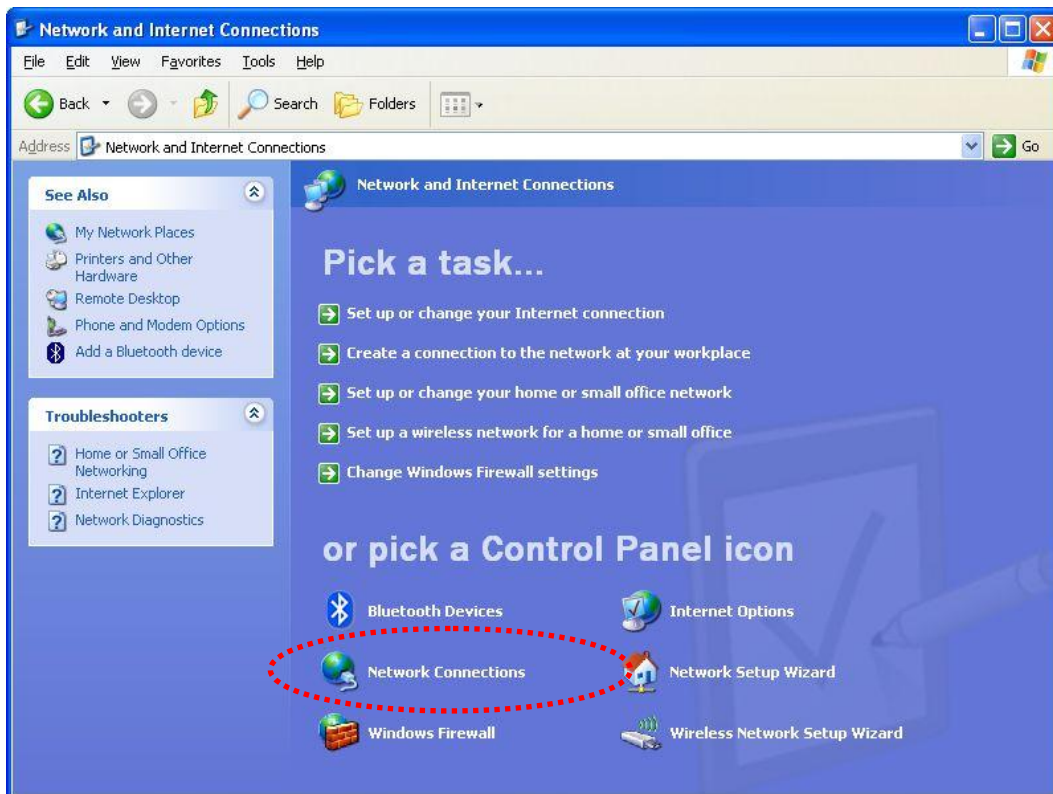 Network and Internet Connections
File Edit View Favorites Tools Help
Back Search Folders
Address Network and Internet Connections Go
See Also
My Network Places
Printers and Other
Hardware
Remote Desktop
Phone and Modem Options
Add a Bluetooth device
Troubleshooters
Home or Small Office
Networking
Internet Explorer
Network Diagnostics
Network and Internet Connections
Pick a task...
Set up or change your Internet connection
Create a connection to the network at your workplace
Set up or change your home or small office network
Set up a wireless network for a home or small office
Change Windows Firewall settings
or pick a Control Panel icon
Bluetooth Devices Internet Options
Network Connections Network Setup Wizard
Windows Firewall Wireless Network Setup Wizard